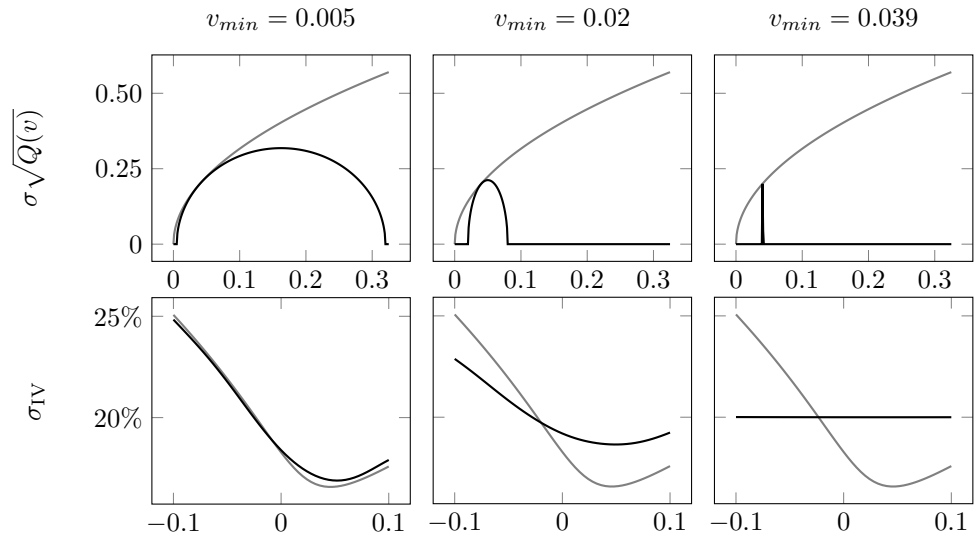 v_{min} = 0.005
v_{min} = 0.02
v_{min} = 0.039
σ√Q(v)
0.50
0.25
0
0 0.1 0.2 0.3
0 0.1 0.2 0.3
0 0.1 0.2 0.3
σ_{IV}
25%
20%
−0.1 0 0.1
−0.1 0 0.1
−0.1 0 0.1